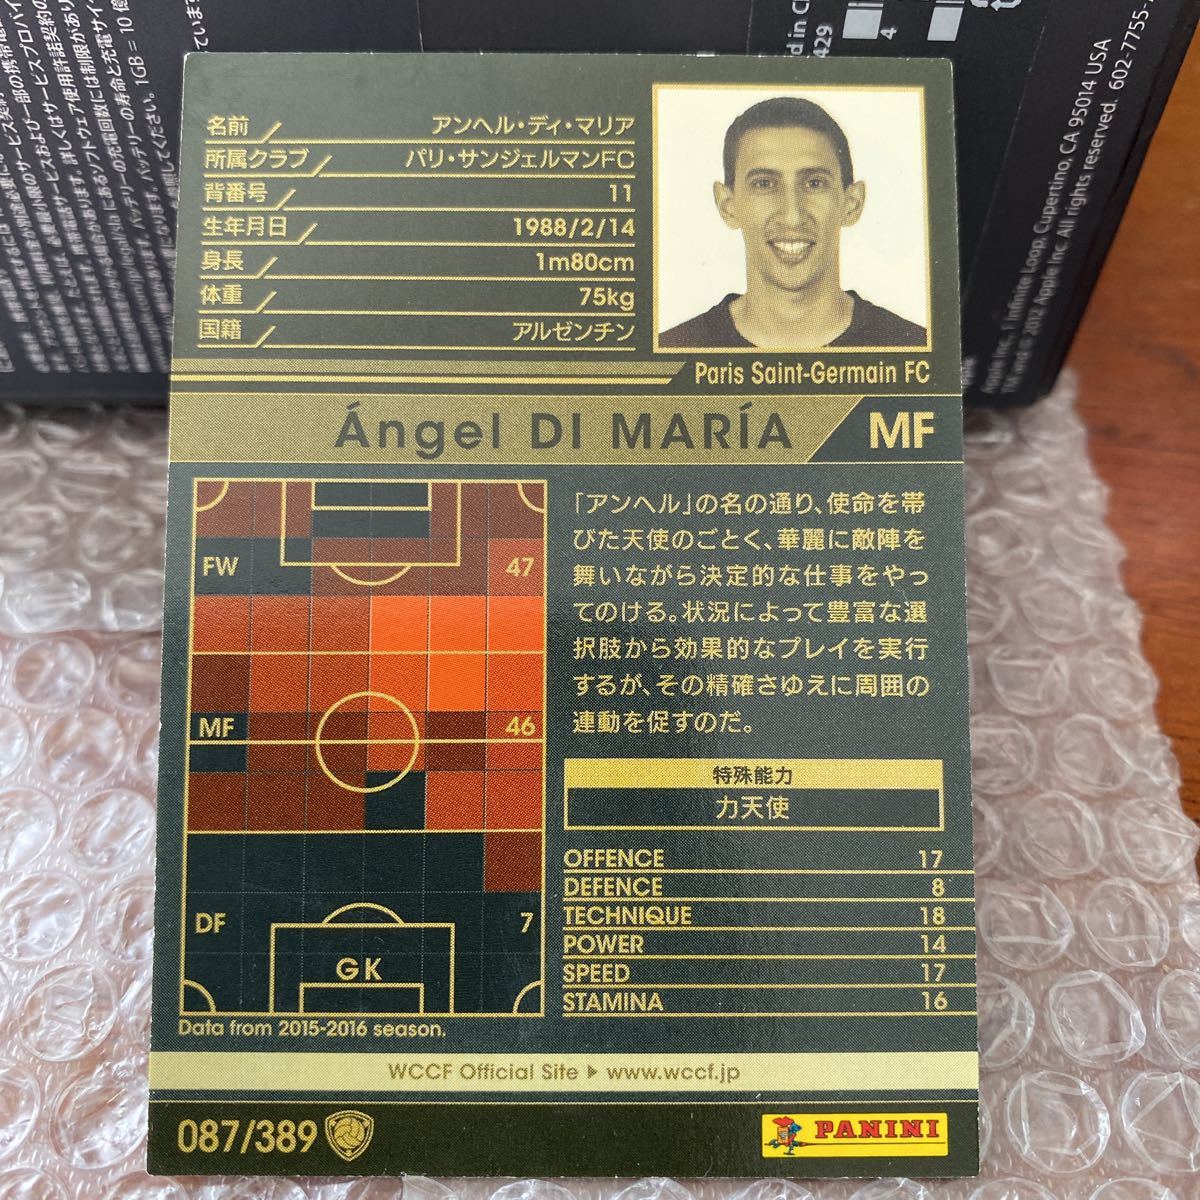 名前 アンヘル・ディ・マリア
所属クラブ パリ・サンジェルマンFC
背番号 11
生年月日 1988/2/14
身長 1m80cm
体重 75kg
国籍 アルゼンチン
Paris Saint-Germain FC
Ángel DI MARÍA MF
FW 47
MF 46
DF 7
GK
Data from 2015-2016 season.
「アンヘル」の名の通り、使命を帯
びた天使のごとく、華麗に敵陣を
舞いながら決定的な仕事をやっ
てのける。状況によって豊富な選
択肢から効果的なプレイを実行
するが、その精確さゆえに周囲の
連動を促すのだ。
特殊能力
力天使
OFFENCE 17
DEFENCE 8
TECHNIQUE 18
POWER 14
SPEED 17
STAMINA 16
WCCF Official Site ▶ www.wccf.jp
087/389
PANINI
Apple Inc., 1 Infinite Loop, Cupertino, CA 95014 USA
TM and © 2012 Apple Inc. All rights reserved. 602-7755-